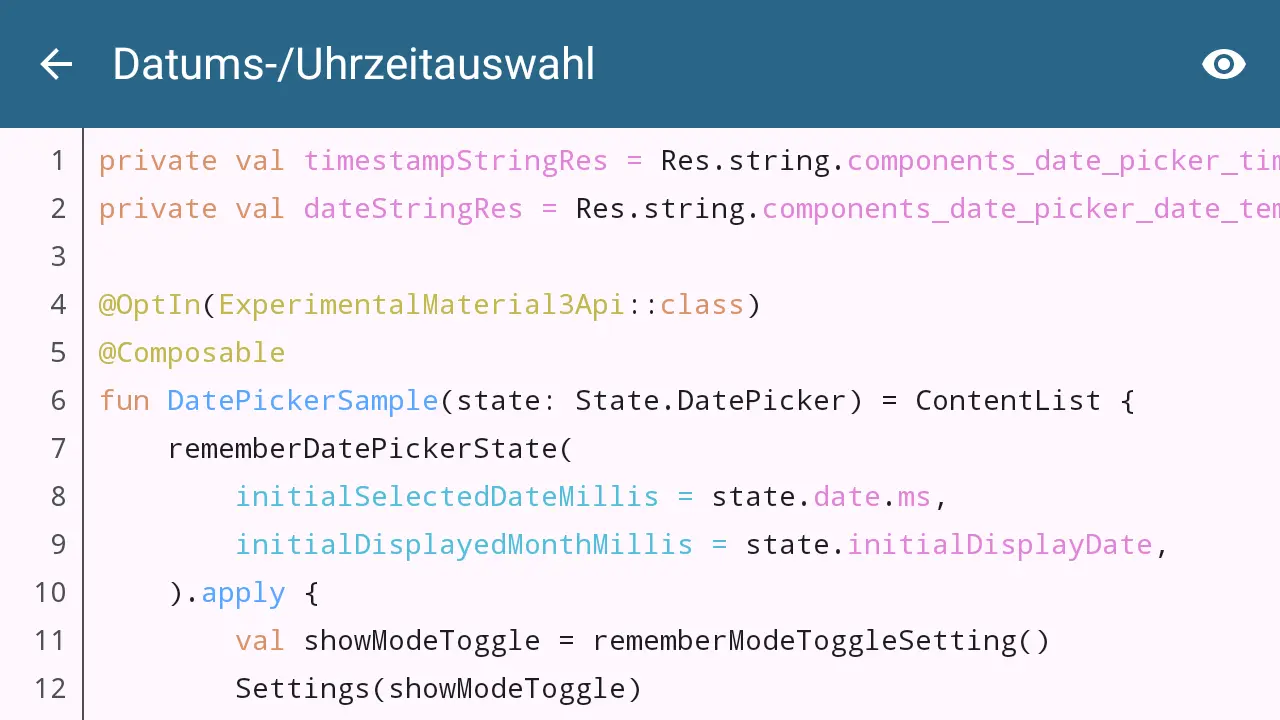 Datums-/Uhrzeitauswahl
1 private val timestampStringRes = Res.string.components_date_picker_tim
2 private val dateStringRes = Res.string.components_date_picker_date_tem
3
4 @OptIn(ExperimentalMaterial3Api::class)
5 @Composable
6 fun DatePickerSample(state: State.DatePicker) = ContentList {
7     rememberDatePickerState(
8         initialSelectedDateMillis = state.date.ms,
9         initialDisplayedMonthMillis = state.initialDisplayDate,
10     ).apply {
11         val showModeToggle = rememberModeToggleSetting()
12         Settings(showModeToggle)